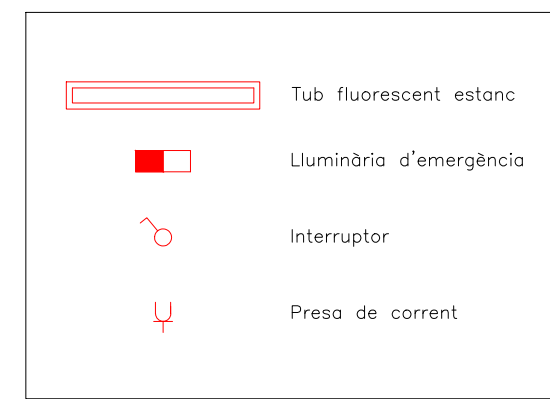 Tub fluorescent estanc
Lluminària d'emergència
Interruptor
Presa de corrent